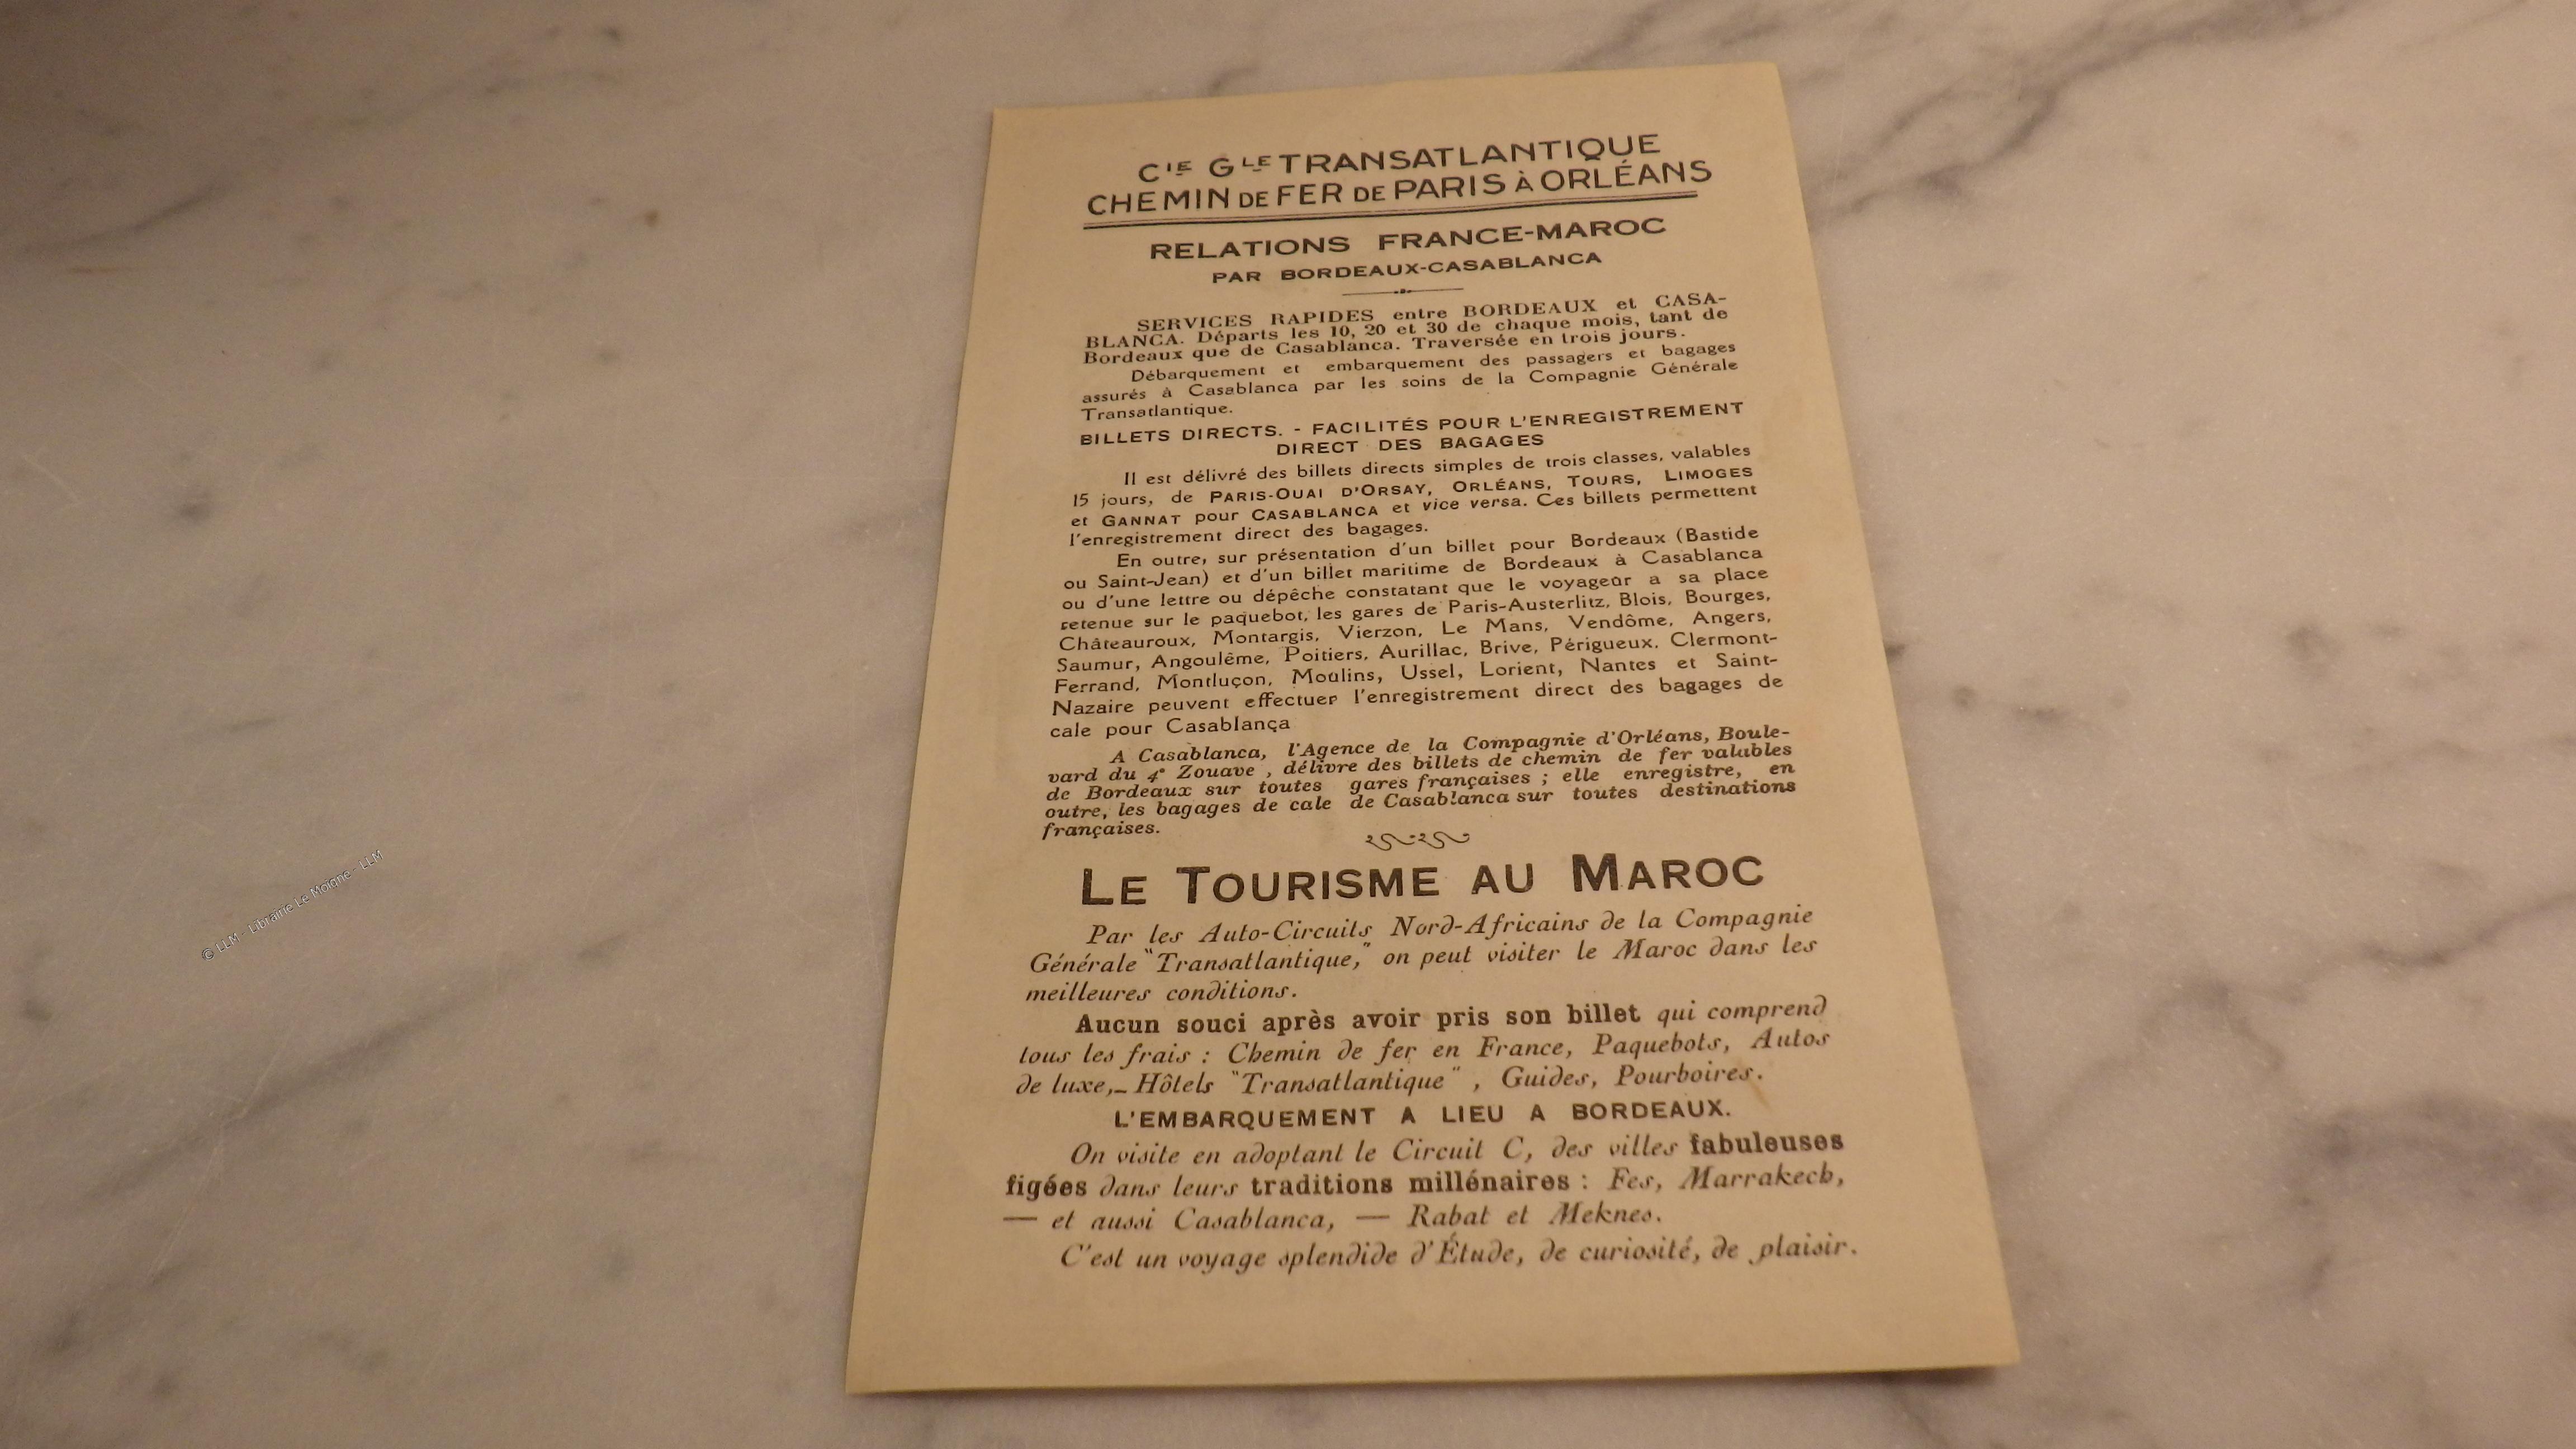 CIE GLE TRANSATLANTIQUE
CHEMIN DE FER DE PARIS À ORLÉANS
RELATIONS FRANCE-MAROC
PAR BORDEAUX-CASABLANCA
SERVICES RAPIDES entre BORDEAUX et CASA-
BLANCA. Départs les 10, 20 et 30 de chaque mois, tant de
Bordeaux que de Casablanca. Traversée en trois jours.
Débarquement et embarquement des passagers et bagages
assurés à Casablanca par les soins de la Compagnie Générale
Transatlantique.
BILLETS DIRECTS. - FACILITÉS POUR L'ENREGISTREMENT
DIRECT DES BAGAGES
Il est délivré des billets directs simples de trois classes, valables
15 jours, de PARIS-QUAI D'ORSAY, ORLÉANS, TOURS, LIMOGES
et GANNAT pour CASABLANCA et vice versa. Ces billets permettent
l'enregistrement direct des bagages.
En outre, sur présentation d'un billet pour Bordeaux (Bastide
ou Saint-Jean) et d'un billet maritime de Bordeaux à Casablanca
ou d'une lettre ou dépêche constatant que le voyageur a sa place
retenue sur le paquebot, les gares de Paris-Austerlitz, Blois, Bourges,
Châteauroux, Montargis, Vierzon, Le Mans, Vendôme, Angers,
Saumur, Angoulême, Poitiers, Aurillac, Brive, Périgueux. Clermont-
Ferrand, Montluçon, Moulins, Ussel, Lorient, Nantes et Saint-
Nazaire peuvent effectuer l'enregistrement direct des bagages de
cale pour Casablança
A Casablanca, l'Agence de la Compagnie d'Orléans, Boule-
vard du 4e Zouave , délivre des billets de chemin de fer valables
de Bordeaux sur toutes gares françaises ; elle enregistre, en
outre, les bagages de cale de Casablanca sur toutes destinations
françaises.
LE TOURISME AU MAROC
Par les Auto-Circuits Nord-Africains de la Compagnie
Générale "Transatlantique," on peut visiter le Maroc dans les
meilleures conditions.
Aucun souci après avoir pris son billet qui comprend
tous les frais : Chemin de fer en France, Paquebots, Autos
de luxe,_ Hôtels "Transatlantique" , Guides, Pourboires.
L'EMBARQUEMENT A LIEU A BORDEAUX.
On visite en adoptant le Circuit C, des villes fabuleuses
figées dans leurs traditions millénaires : Fes, Marrakech,
— et aussi Casablanca, — Rabat et Meknes.
C'est un voyage splendide d'Étude, de curiosité, de plaisir.
© LLM - Librairie Le Moigne - LLM